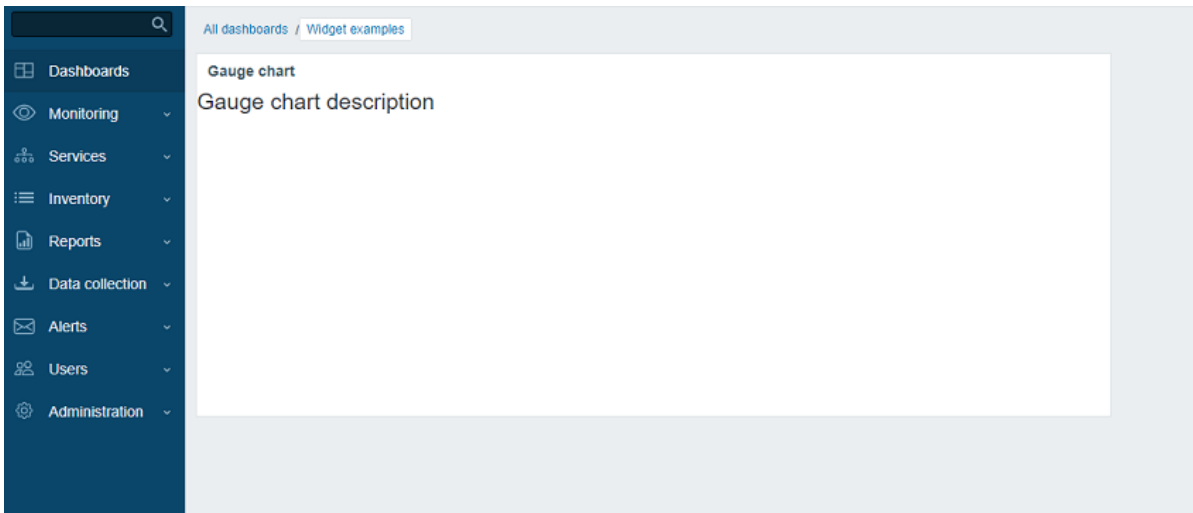 All dashboards / Widget examples
Dashboards
Monitoring
Services
Inventory
Reports
Data collection
Alerts
Users
Administration
Gauge chart
Gauge chart description